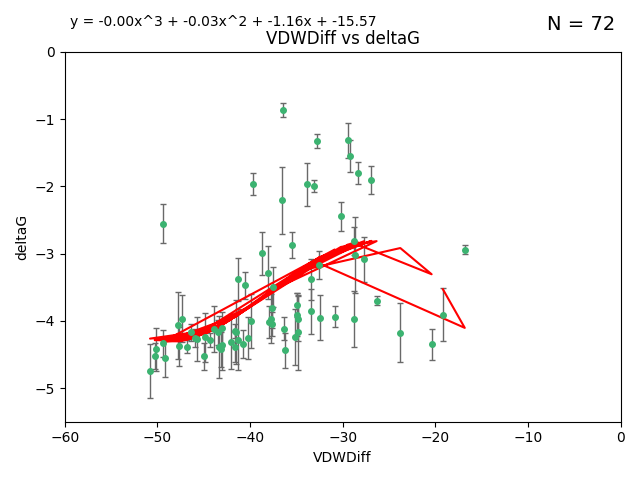 y = -0.00x^3 + -0.03x^2 + -1.16x + -15.57
N = 72
VDWDiff vs deltaG
deltaG
0
−1
−2
−3
−4
−5
−60
−50
−40
−30
−20
−10
0
VDWDiff